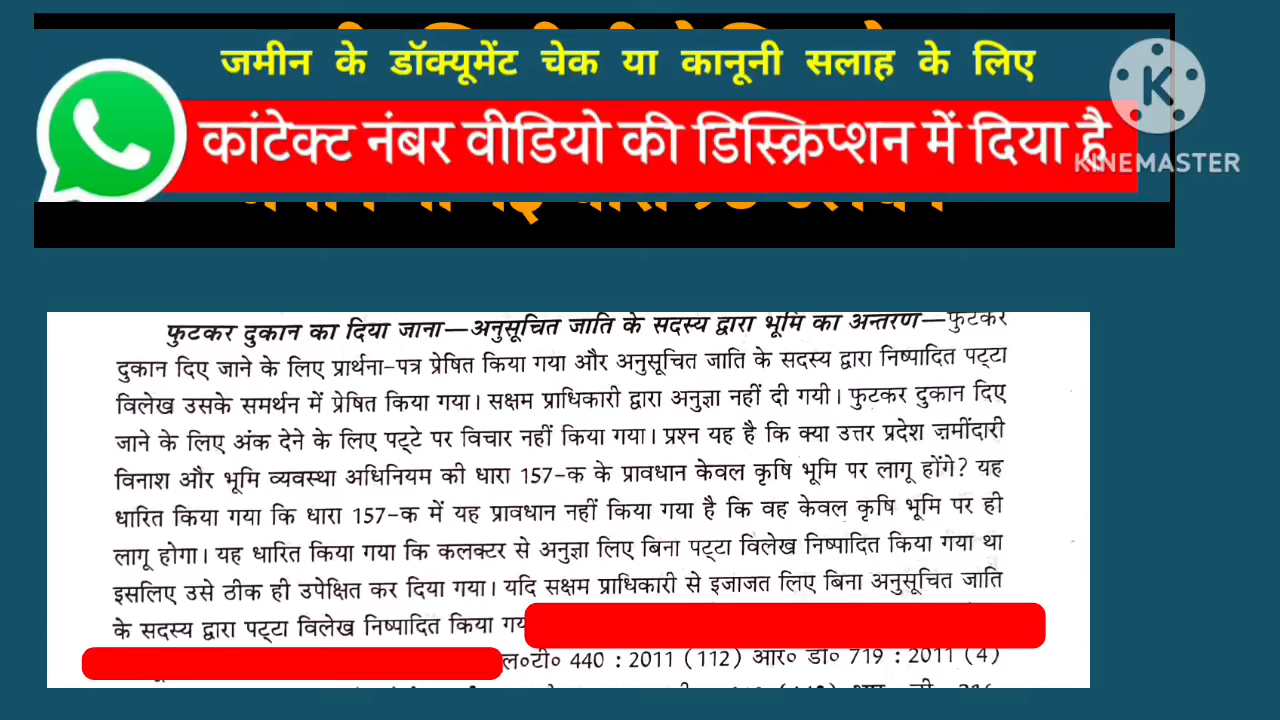 जमीन के डॉक्यूमेंट चेक या कानूनी सलाह के लिए
कांटेक्ट नंबर वीडियो की डिस्क्रिप्शन में दिया है
KINEMASTER
फुटकर दुकान का दिया जाना—अनुसूचित जाति के सदस्य द्वारा भूमि का अन्तरण—फुटकर
दुकान दिए जाने के लिए प्रार्थना-पत्र प्रेषित किया गया और अनुसूचित जाति के सदस्य द्वारा निष्पादित पट्टा
विलेख उसके समर्थन में प्रेषित किया गया। सक्षम प्राधिकारी द्वारा अनुज्ञा नहीं दी गयी। फुटकर दुकान दिए
जाने के लिए अंक देने के लिए पट्टे पर विचार नहीं किया गया। प्रश्न यह है कि क्या उत्तर प्रदेश ज़मींदारी
विनाश और भूमि व्यवस्था अधिनियम की धारा 157-क के प्रावधान केवल कृषि भूमि पर लागू होंगे? यह
धारित किया गया कि धारा 157-क में यह प्रावधान नहीं किया गया है कि वह केवल कृषि भूमि पर ही
लागू होगा। यह धारित किया गया कि कलक्टर से अनुज्ञा लिए बिना पट्टा विलेख निष्पादित किया गया था
इसलिए उसे ठीक ही उपेक्षित कर दिया गया। यदि सक्षम प्राधिकारी से इजाजत लिए बिना अनुसूचित जाति
के सदस्य द्वारा पट्टा विलेख निष्पादित किया
ल०टी० 440 : 2011 (112) आर० डी० 719 : 2011 (4)